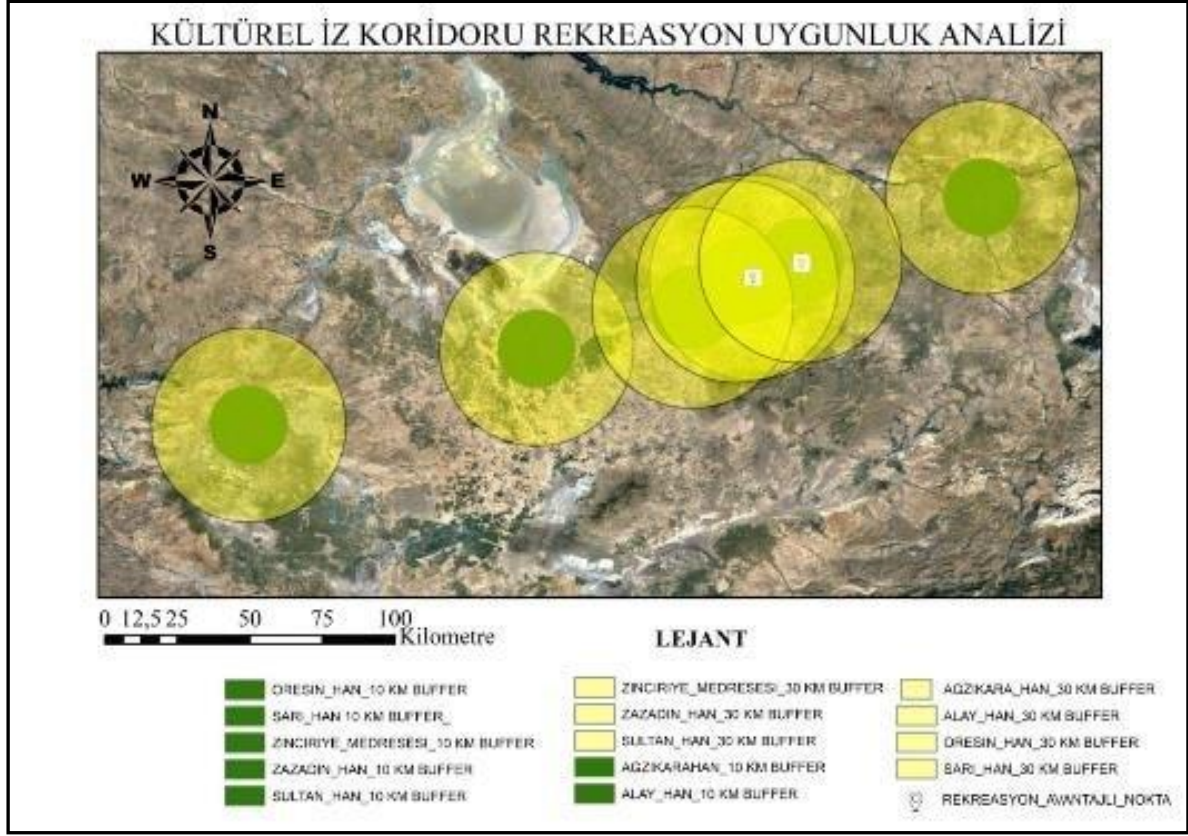 KÜLTÜREL İZ KORİDORU REKREASYON UYGUNLUK ANALİZİ
N
W E
S
0 12,5 25 50 75 100
Kilometre
LEJANT
ORESIN_HAN_10 KM BUFFER
SARI_HAN 10 KM BUFFER_
ZINCIRIYE_MEDRESESI_10 KM BUFFER
ZAZADIN_HAN_10 KM BUFFER
SULTAN_HAN_10 KM BUFFER
ZINCIRIYE_MEDRESESI_30 KM BUFFER
ZAZADIN_HAN_30 KM BUFFER
SULTAN_HAN_30 KM BUFFER
AGZIKARAHAN_10 KM BUFFER
ALAY_HAN_10 KM BUFFER
AGZIKARA_HAN_30 KM BUFFER
ALAY_HAN_30 KM BUFFER
ORESIN_HAN_30 KM BUFFER
SARI_HAN_30 KM BUFFER
REKREASYON_AVANTAJLI_NOKTA